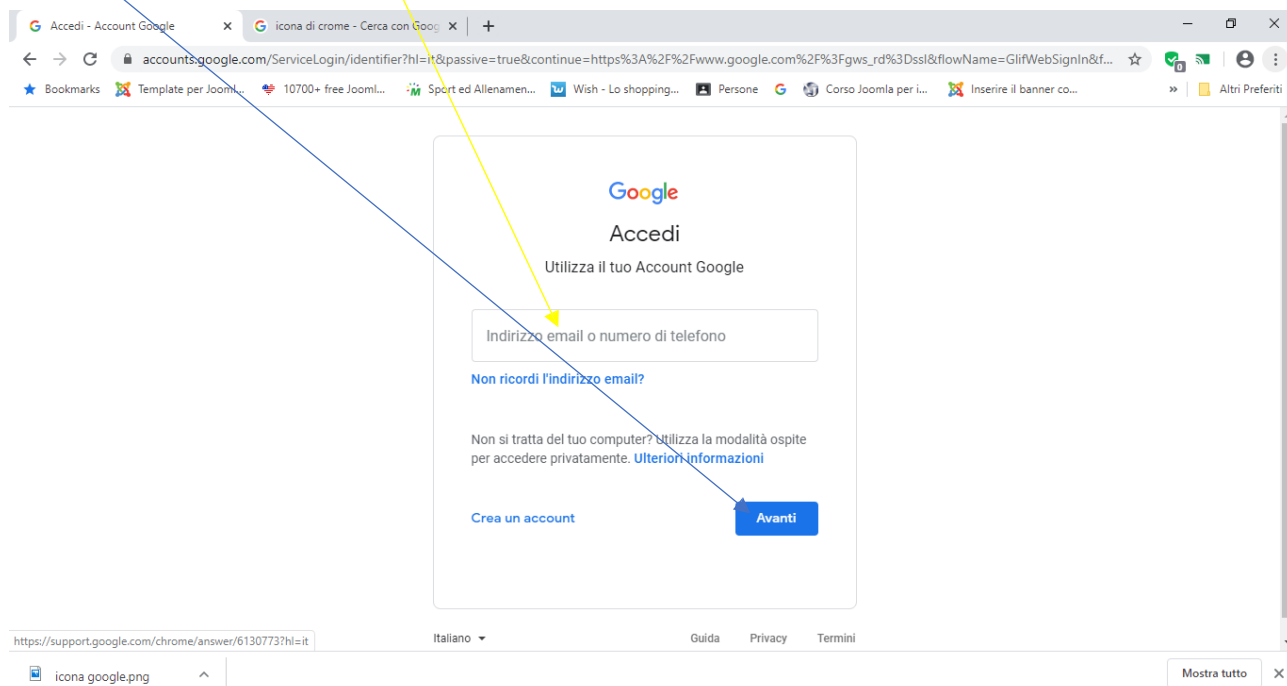 Accedi - Account Google
icona di crome - Cerca con Goog
accounts.google.com/ServiceLogin/identifier?hl=it&passive=true&continue=https%3A%2F%2Fwww.google.com%2F%3Fgws_rd%3Dssl&flowName=GlifWebSignIn&f...
0
Bookmarks Template per Jooml... 10700+ free Jooml... Sport ed Allenamen... Wish - Lo shopping... Persone Corso Joomla per i... Inserire il banner co... » Altri Preferiti
Google
Accedi
Utilizza il tuo Account Google
Indirizzo email o numero di telefono
Non ricordi l'indirizzo email?
Non si tratta del tuo computer? Utilizza la modalità ospite
per accedere privatamente. Ulteriori informazioni
Crea un account Avanti
Italiano Guida Privacy Termini
https://support.google.com/chrome/answer/6130773?hl=it
icona google.png Mostra tutto